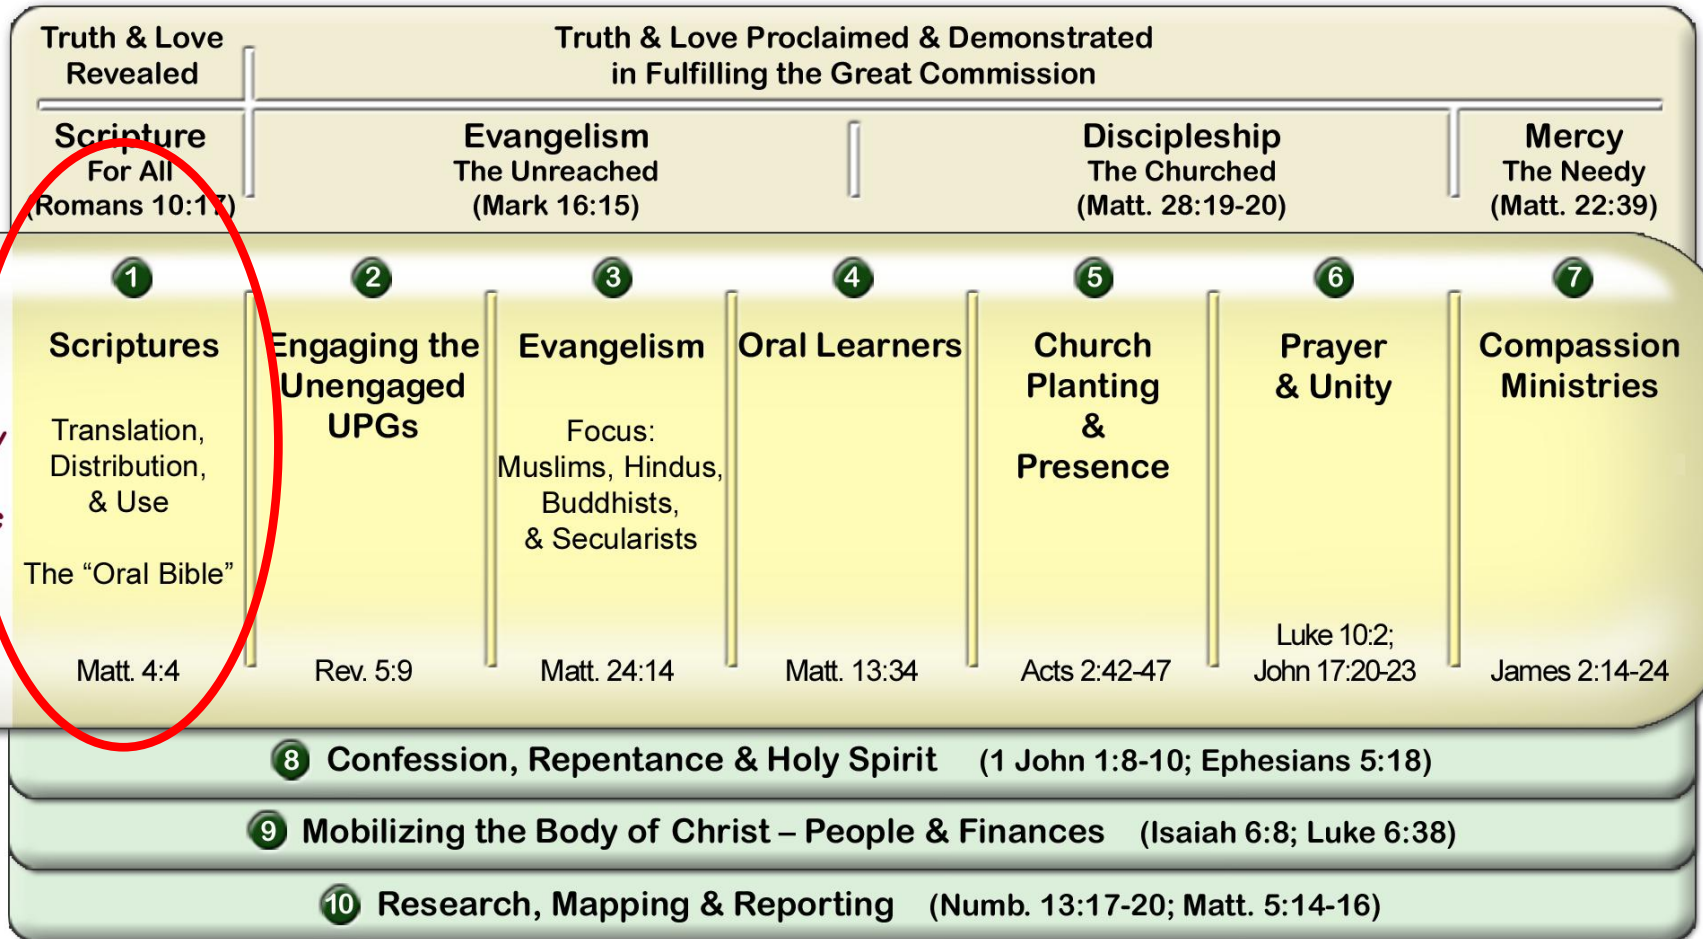 Truth & Love
Revealed
Truth & Love Proclaimed & Demonstrated
in Fulfilling the Great Commission
Scripture
For All
(Romans 10:17)
Evangelism
The Unreached
(Mark 16:15)
Discipleship
The Churched
(Matt. 28:19-20)
Mercy
The Needy
(Matt. 22:39)
1
Scriptures
Translation,
Distribution,
& Use
The “Oral Bible”
Matt. 4:4
2
Engaging the
Unengaged
UPGs
Rev. 5:9
3
Evangelism
Focus:
Muslims, Hindus,
Buddhists,
& Secularists
Matt. 24:14
4
Oral Learners
Matt. 13:34
5
Church
Planting
&
Presence
Acts 2:42-47
6
Prayer
& Unity
Luke 10:2;
John 17:20-23
7
Compassion
Ministries
James 2:14-24
8 Confession, Repentance & Holy Spirit (1 John 1:8-10; Ephesians 5:18)
9 Mobilizing the Body of Christ – People & Finances (Isaiah 6:8; Luke 6:38)
10 Research, Mapping & Reporting (Numb. 13:17-20; Matt. 5:14-16)